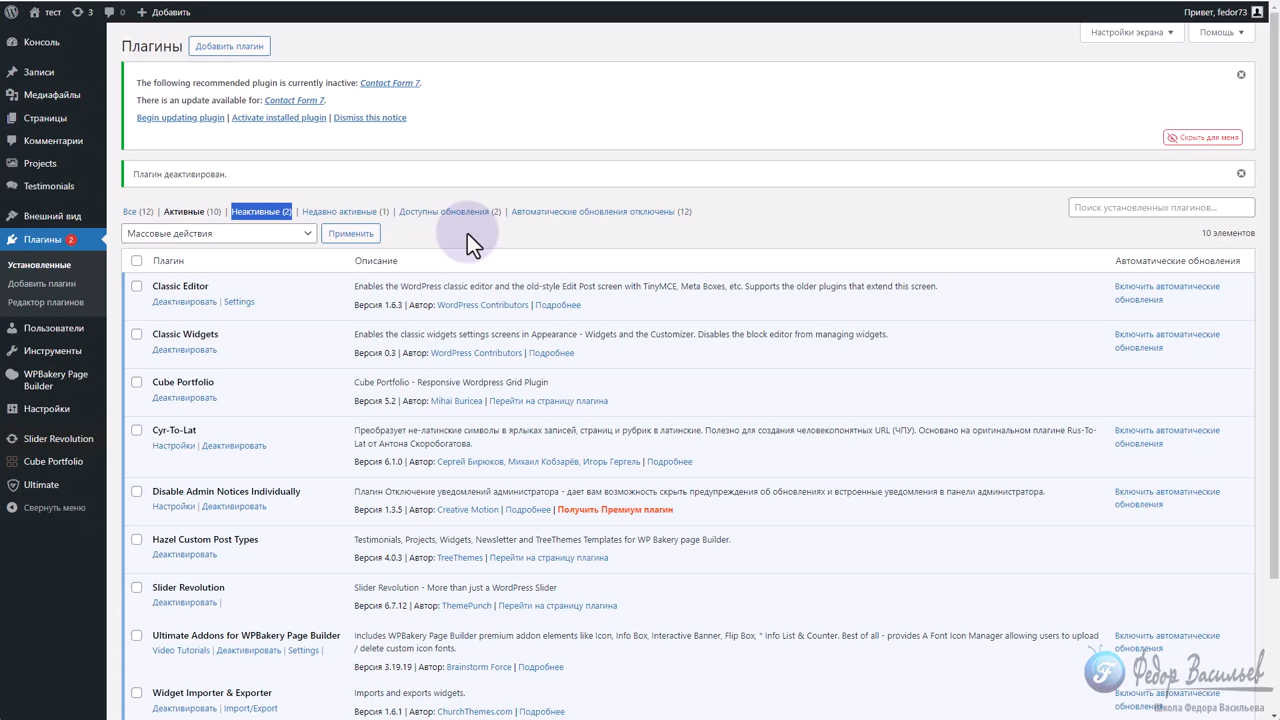 тест 3 0 Добавить Привет, fedor73
Консоль
Записи
Медиафайлы
Страницы
Комментарии
Projects
Testimonials
Внешний вид
Плагины 2
Установленные
Добавить плагин
Редактор плагинов
Пользователи
Инструменты
WPBakery Page
Builder
Настройки
Slider Revolution
Cube Portfolio
Ultimate
Свернуть меню
Плагины Добавить плагин
Настройки экрана Помощь
The following recommended plugin is currently inactive: Contact Form 7.
There is an update available for: Contact Form 7.
Begin updating plugin | Activate installed plugin | Dismiss this notice
Скрыть для меня
Плагин деактивирован.
Все (12) | Активные (10) | Неактивные (2) | Недавно активные (1) | Доступны обновления (2) | Автоматические обновления отключены (12)
Поиск установленных плагинов...
Массовые действия Применить 10 элементов
Плагин Описание Автоматические обновления
Classic Editor
Деактивировать | Settings
Enables the WordPress classic editor and the old-style Edit Post screen with TinyMCE, Meta Boxes, etc. Supports the older plugins that extend this screen.
Версия 1.6.3 | Автор: WordPress Contributors | Подробнее
Включить автоматические
обновления
Classic Widgets
Деактивировать
Enables the classic widgets settings screens in Appearance - Widgets and the Customizer. Disables the block editor from managing widgets.
Версия 0.3 | Автор: WordPress Contributors | Подробнее
Включить автоматические
обновления
Cube Portfolio
Деактивировать
Cube Portfolio - Responsive Wordpress Grid Plugin
Версия 5.2 | Автор: Mihai Buricea | Перейти на страницу плагина
Cyr-To-Lat
Настройки | Деактивировать
Преобразует не-латинские символы в ярлыках записей, страниц и рубрик в латинские. Полезно для создания человекопонятных URL (ЧПУ). Основано на оригинальном плагине Rus-To-
Lat от Антона Скоробогатова.
Версия 6.1.0 | Автор: Сергей Бирюков, Михаил Кобзарёв, Игорь Гергель | Подробнее
Включить автоматические
обновления
Disable Admin Notices Individually
Настройки | Деактивировать
Плагин Отключение уведомлений администратора - дает вам возможность скрыть предупреждения об обновлениях и встроенные уведомления в панели администратора.
Версия 1.3.5 | Автор: Creative Motion | Подробнее | Получить Премиум плагин
Включить автоматические
обновления
Hazel Custom Post Types
Деактивировать
Testimonials, Projects, Widgets, Newsletter and TreeThemes Templates for WP Bakery page Builder.
Версия 4.0.3 | Автор: TreeThemes | Перейти на страницу плагина
Slider Revolution
Деактивировать |
Slider Revolution - More than just a WordPress Slider
Версия 6.7.12 | Автор: ThemePunch | Перейти на страницу плагина
Ultimate Addons for WPBakery Page Builder
Video Tutorials | Деактивировать | Settings |
Includes WPBakery Page Builder premium addon elements like Icon, Info Box, Interactive Banner, Flip Box, * Info List & Counter. Best of all - provides A Font Icon Manager allowing users to upload
/ delete custom icon fonts.
Версия 3.19.19 | Автор: Brainstorm Force | Подробнее
Включить автоматические
обновления
Widget Importer & Exporter
Деактивировать | Import/Export
Imports and exports widgets.
Версия 1.6.1 | Автор: ChurchThemes.com | Подробнее
Включить автоматические
обновления
Федор Васильев
Школа Федора Васильева